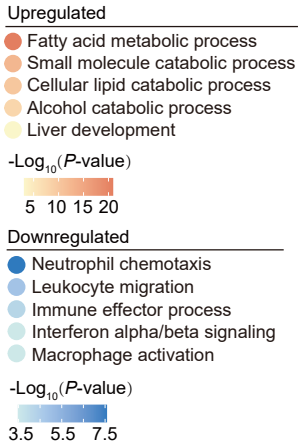 Upregulated
Fatty acid metabolic process
Small molecule catabolic process
Cellular lipid catabolic process
Alcohol catabolic process
Liver development
-Log₁₀(P-value)
5 10 15 20
Downregulated
Neutrophil chemotaxis
Leukocyte migration
Immune effector process
Interferon alpha/beta signaling
Macrophage activation
-Log₁₀(P-value)
3.5 5.5 7.5